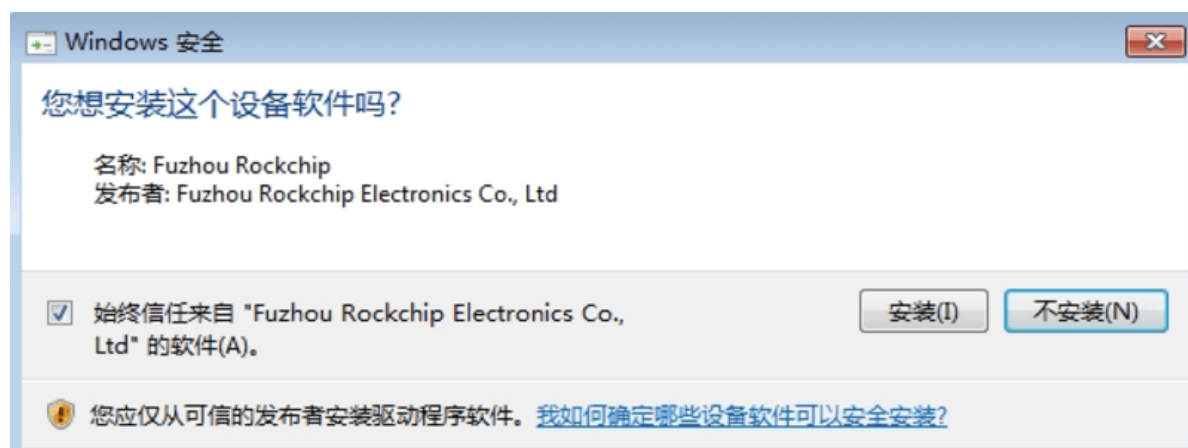 Windows 安全
您想安装这个设备软件吗?
名称: Fuzhou Rockchip
发布者: Fuzhou Rockchip Electronics Co., Ltd
始终信任来自 "Fuzhou Rockchip Electronics Co.,
Ltd" 的软件(A)。
安装(I)
不安装(N)
您应仅从可信的发布者安装驱动程序软件。我如何确定哪些设备软件可以安全安装?